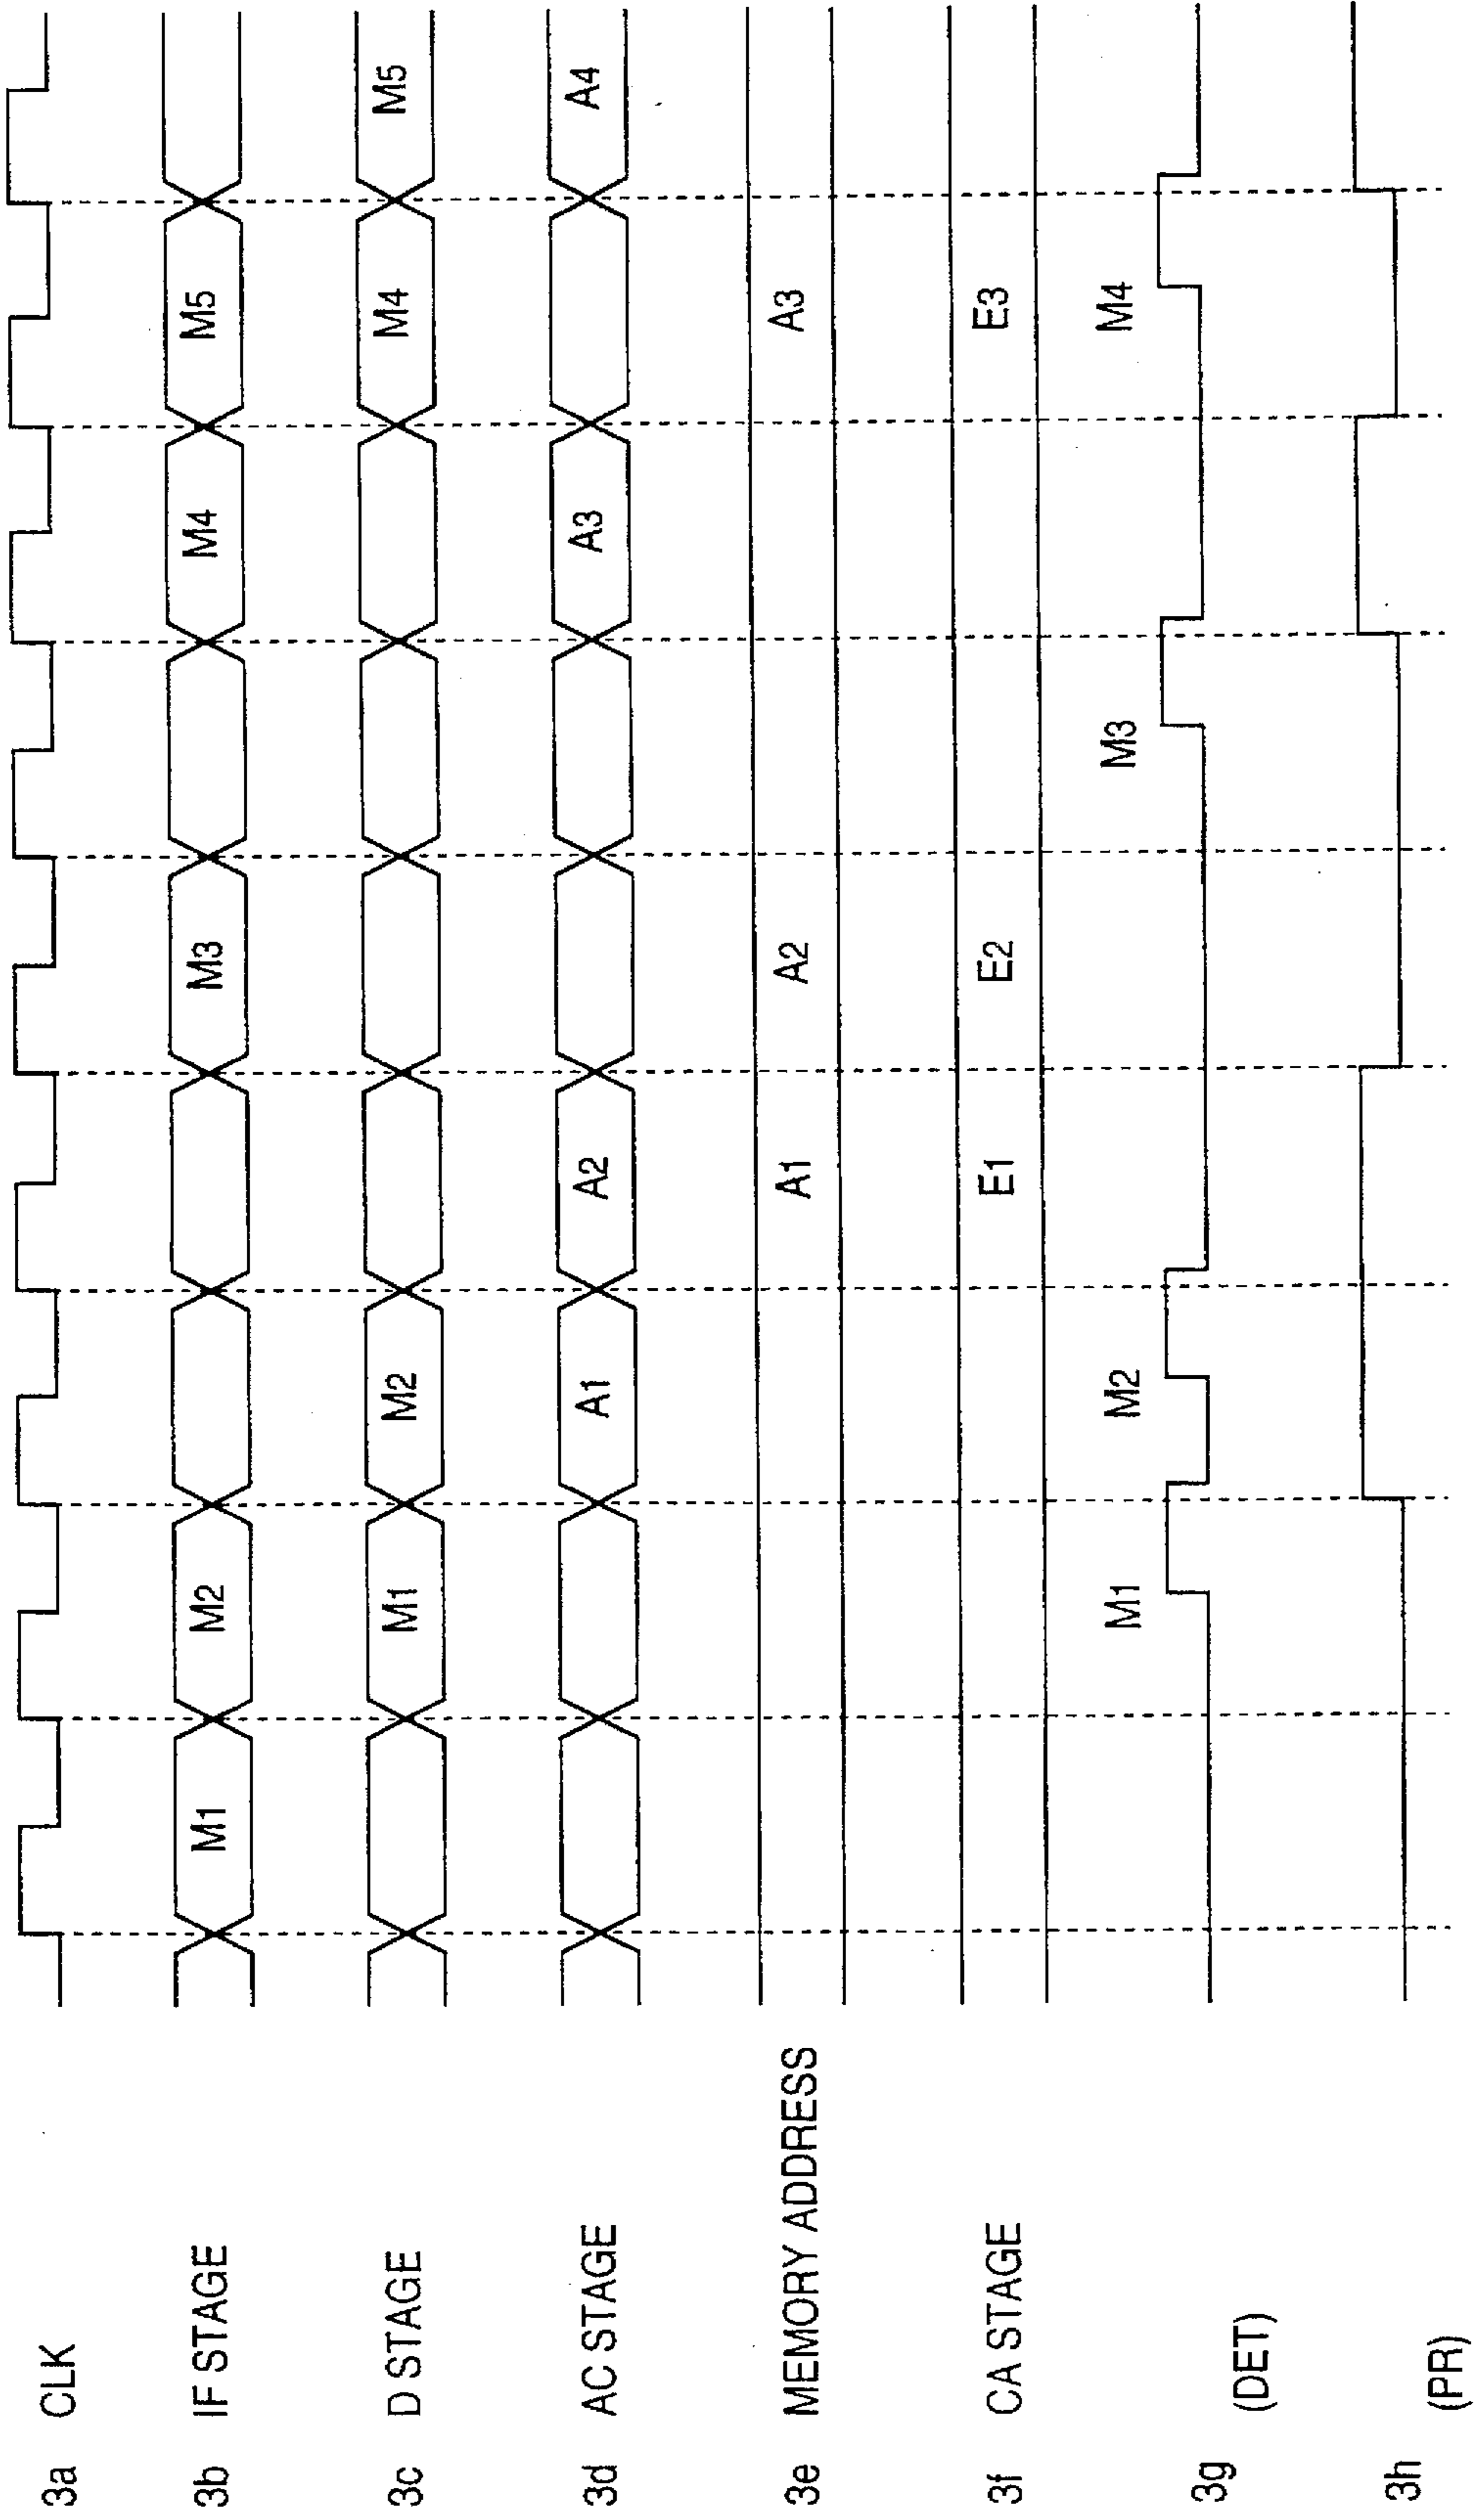 3a CLK
3b IF STAGE M1 M2 M3 M4 M5
3c D STAGE M1 M2 M4 M5
3d AC STAGE A1 A2 A3 A4
3e MEMORY ADDRESS A1 A2 A3
3f CA STAGE E1 E2 E3
3g (DET) M1 M2 M3 M4
3h (PR)